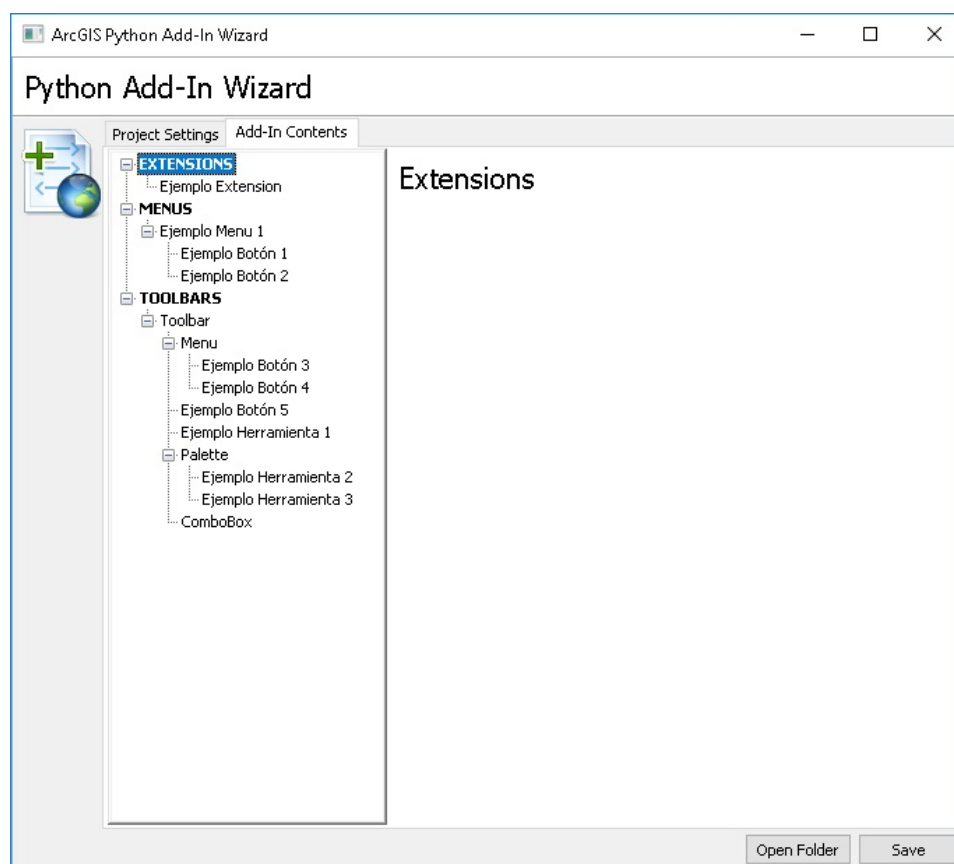 ArcGIS Python Add-In Wizard
Python Add-In Wizard
Project Settings
Add-In Contents
EXTENSIONS
Ejemplo Extension
MENUS
Ejemplo Menu 1
Ejemplo Botón 1
Ejemplo Botón 2
TOOLBARS
Toolbar
Menu
Ejemplo Botón 3
Ejemplo Botón 4
Ejemplo Botón 5
Ejemplo Herramienta 1
Palette
Ejemplo Herramienta 2
Ejemplo Herramienta 3
ComboBox
Extensions
Open Folder
Save